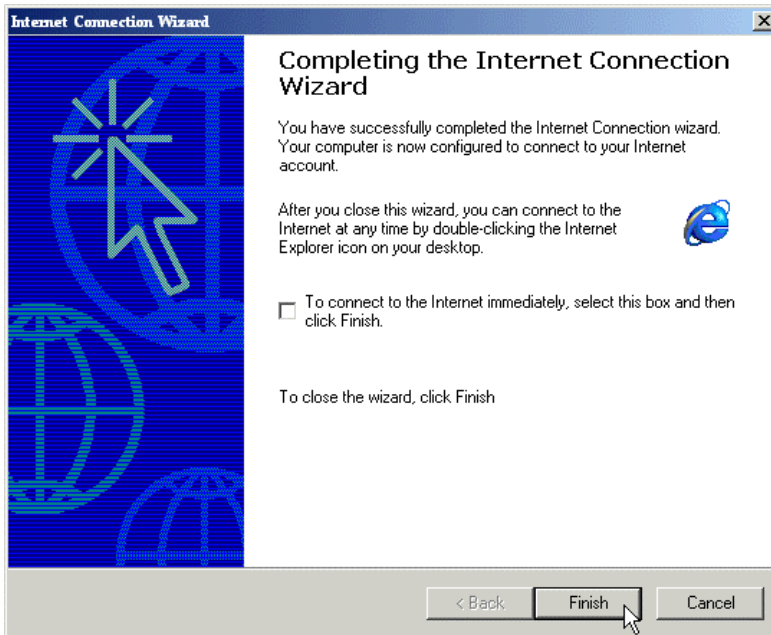 Internet Connection Wizard
Completing the Internet Connection
Wizard
You have successfully completed the Internet Connection wizard.
Your computer is now configured to connect to your Internet
account.
After you close this wizard, you can connect to the
Internet at any time by double-clicking the Internet
Explorer icon on your desktop.
To connect to the Internet immediately, select this box and then
click Finish.
To close the wizard, click Finish
< Back
Finish
Cancel